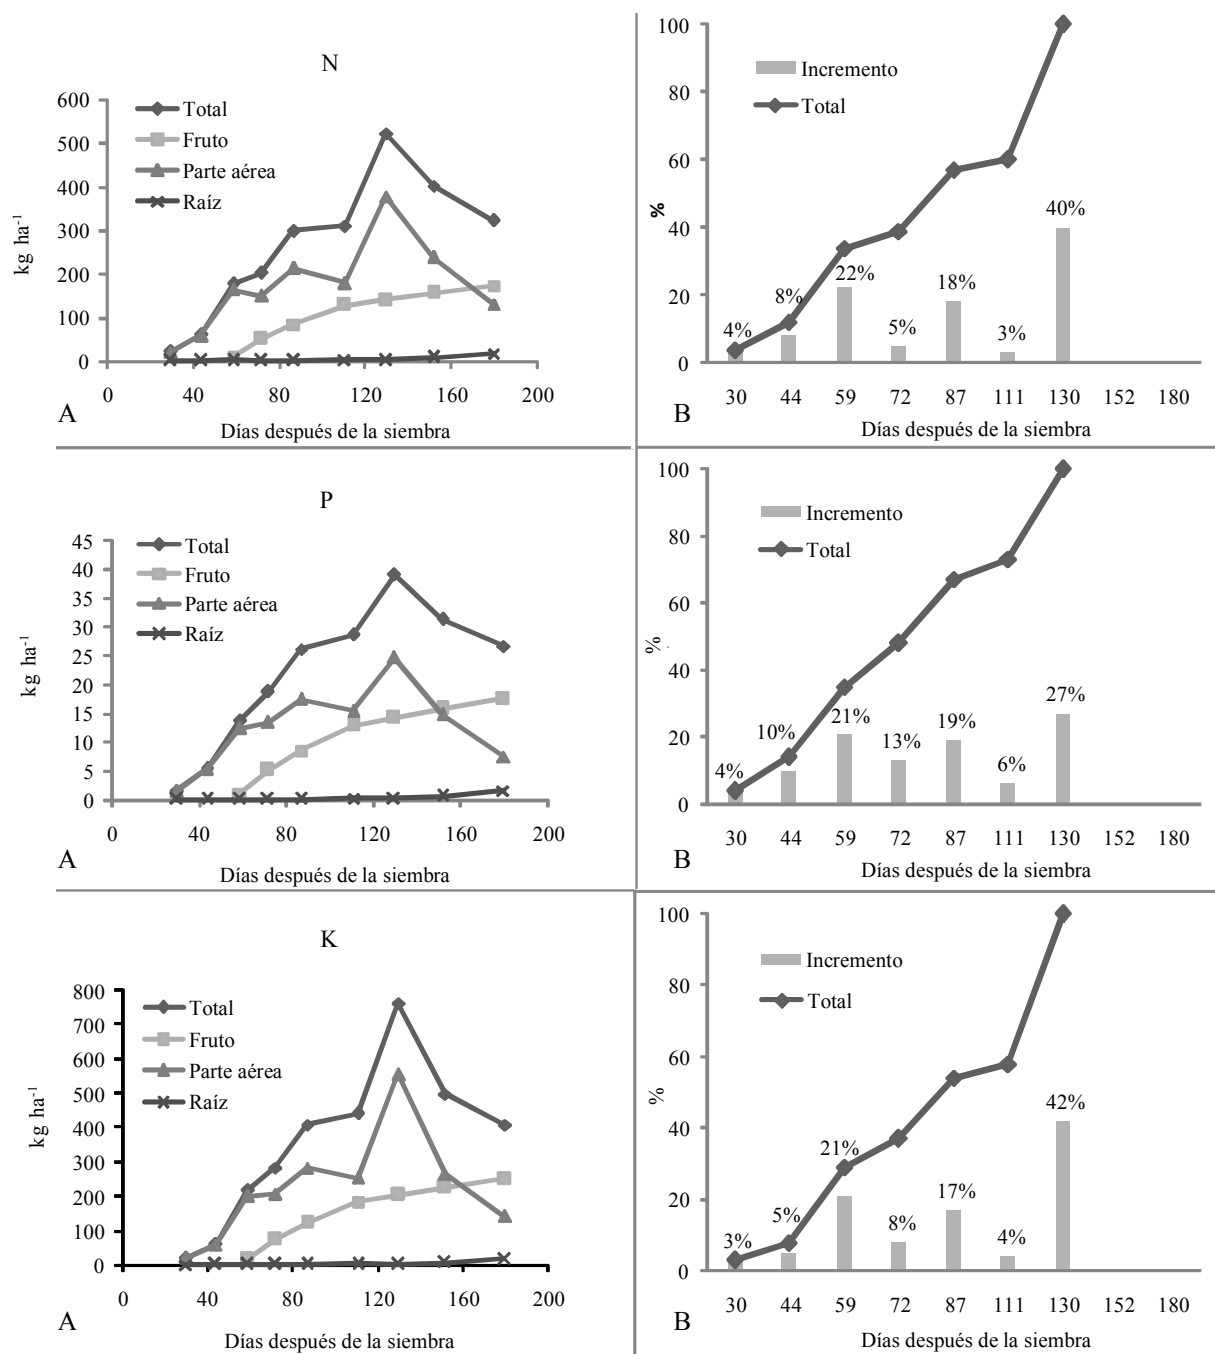 N
Total
Fruto
Parte aérea
Raíz
600
500
400
300
200
100
0
kg ha-1
0 40 80 120 160 200
A
Días después de la siembra
100
80
60
40
20
0
%
Incremento
Total
4% 8% 22% 5% 18% 3% 40%
30 44 59 72 87 111 130 152 180
B
Días después de la siembra
P
Total
Fruto
Parte aérea
Raíz
45
40
35
30
25
20
15
10
5
0
kg ha-1
0 40 80 120 160 200
A
Días después de la siembra
100
80
60
40
20
0
%
Incremento
Total
4% 10% 21% 13% 19% 6% 27%
30 44 59 72 87 111 130 152 180
B
Días después de la siembra
K
Total
Fruto
Parte aérea
Raíz
800
700
600
500
400
300
200
100
0
kg ha-1
0 40 80 120 160 200
A
Días después de la siembra
100
80
60
40
20
0
%
Incremento
Total
3% 5% 21% 8% 17% 4% 42%
30 44 59 72 87 111 130 152 180
B
Días después de la siembra